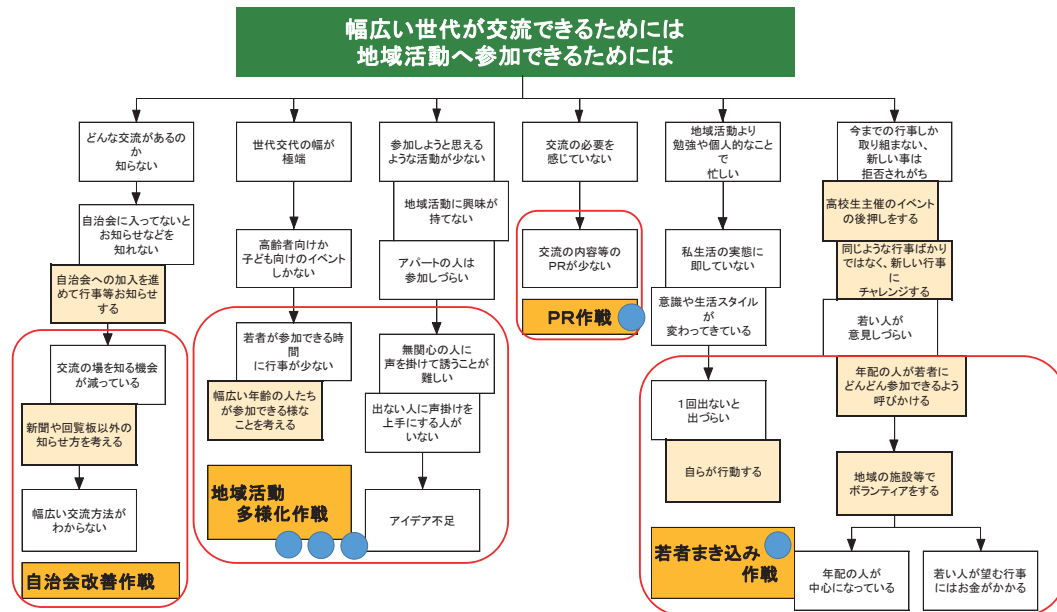 幅広い世代が交流できるためには
地域活動へ参加できるためには
どんな交流があるの
か
知らない
自治会に入ってないと
お知らせなどを
知れない
自治会への加入を進
めて行事等お知らせ
する
交流の場を知る機会
が減っている
新聞や回覧板以外の
知らせ方を考える
幅広い交流方法が
わからない
自治会改善作戦
世代交代の幅が
極端
高齢者向けか
子ども向けのイベント
しかない
若者が参加できる時
間
に行事が少ない
幅広い年齢の人たち
が参加できる様な
ことを考える
地域活動
多様化作戦
参加しようと思える
ような活動が少ない
地域活動に興味が
持てない
アパートの人は
参加しづらい
無関心の人に
声を掛けて誘うことが
難しい
出ない人に声掛けを
上手にする人が
いない
アイデア不足
交流の必要を
感じていない
交流の内容等の
PRが少ない
PR作戦
地域活動より
勉強や個人的なこと
で
忙しい
私生活の実態に
即していない
意識や生活スタイル
が
変わってきている
1回出ないと
出づらい
自らが行動する
若者まき込み
作戦
今までの行事しか
取り組まない、
新しい事は
拒否されがち
高校生主催のイベント
の後押しをする
同じような行事ばかり
ではなく、新しい行事
に
チャレンジする
若い人が
意見しづらい
年配の人が若者に
どんどん参加できるよう
呼びかける
地域の施設等で
ボランティアをする
年配の人が
中心になっている
若い人が望む行事
にはお金がかかる